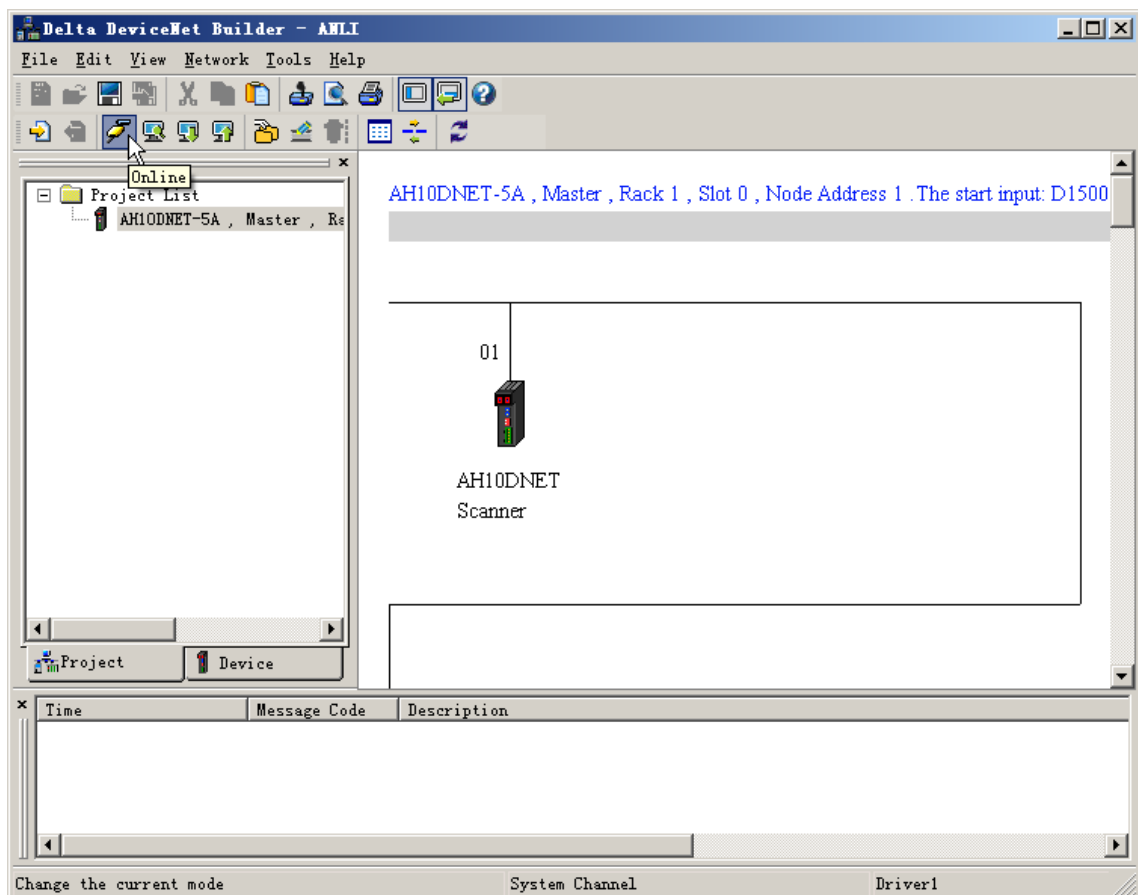 Delta DeviceNet Builder - ANLI
File Edit View Network Tools Help
Online
Project List
AH10DNET-5A , Master , Ra
Project
Device
AH10DNET-5A , Master , Rack 1 , Slot 0 , Node Address 1 . The start input: D1500
01
AH10DNET
Scanner
Time Message Code Description
Change the current mode System Channel Driver1